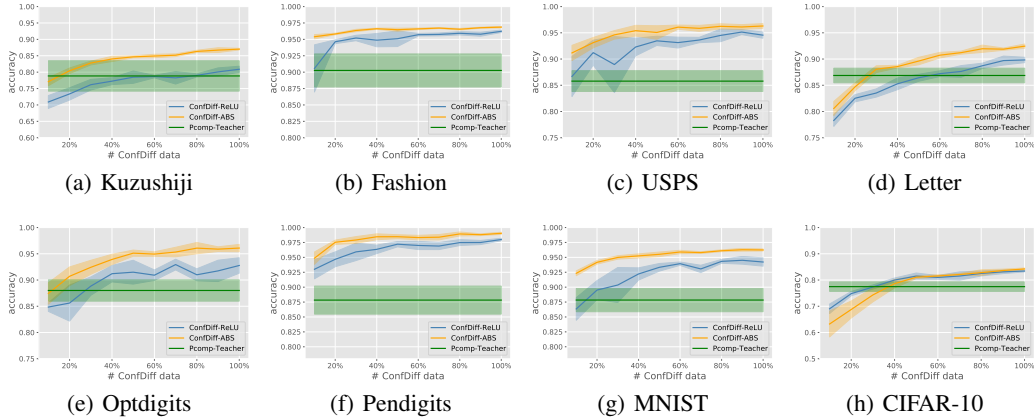 1.00
0.95
0.90
0.85
0.80
0.75
0.70
0.65
0.60
accuracy
20% 40% 60% 80% 100%
# ConfDiff data
ConfDiff-ReLU
ConfDiff-ABS
Pcomp-Teacher
(a) Kuzushiji
1.000
0.975
0.950
0.925
0.900
0.875
0.850
0.825
0.800
accuracy
20% 40% 60% 80% 100%
# ConfDiff data
ConfDiff-ReLU
ConfDiff-ABS
Pcomp-Teacher
(b) Fashion
1.00
0.95
0.90
0.85
0.80
0.75
accuracy
20% 40% 60% 80% 100%
# ConfDiff data
ConfDiff-ReLU
ConfDiff-ABS
Pcomp-Teacher
(c) USPS
1.00
0.95
0.90
0.85
0.80
0.75
accuracy
20% 40% 60% 80% 100%
# ConfDiff data
ConfDiff-ReLU
ConfDiff-ABS
Pcomp-Teacher
(d) Letter
1.00
0.95
0.90
0.85
0.80
0.75
accuracy
20% 40% 60% 80% 100%
# ConfDiff data
ConfDiff-ReLU
ConfDiff-ABS
Pcomp-Teacher
(e) Optdigits
1.000
0.975
0.950
0.925
0.900
0.875
0.850
0.825
0.800
accuracy
20% 40% 60% 80% 100%
# ConfDiff data
ConfDiff-ReLU
ConfDiff-ABS
Pcomp-Teacher
(f) Pendigits
1.000
0.975
0.950
0.925
0.900
0.875
0.850
0.825
0.800
accuracy
20% 40% 60% 80% 100%
# ConfDiff data
ConfDiff-ReLU
ConfDiff-ABS
Pcomp-Teacher
(g) MNIST
1.0
0.9
0.8
0.7
0.6
0.5
accuracy
20% 40% 60% 80% 100%
# ConfDiff data
ConfDiff-ReLU
ConfDiff-ABS
Pcomp-Teacher
(h) CIFAR-10